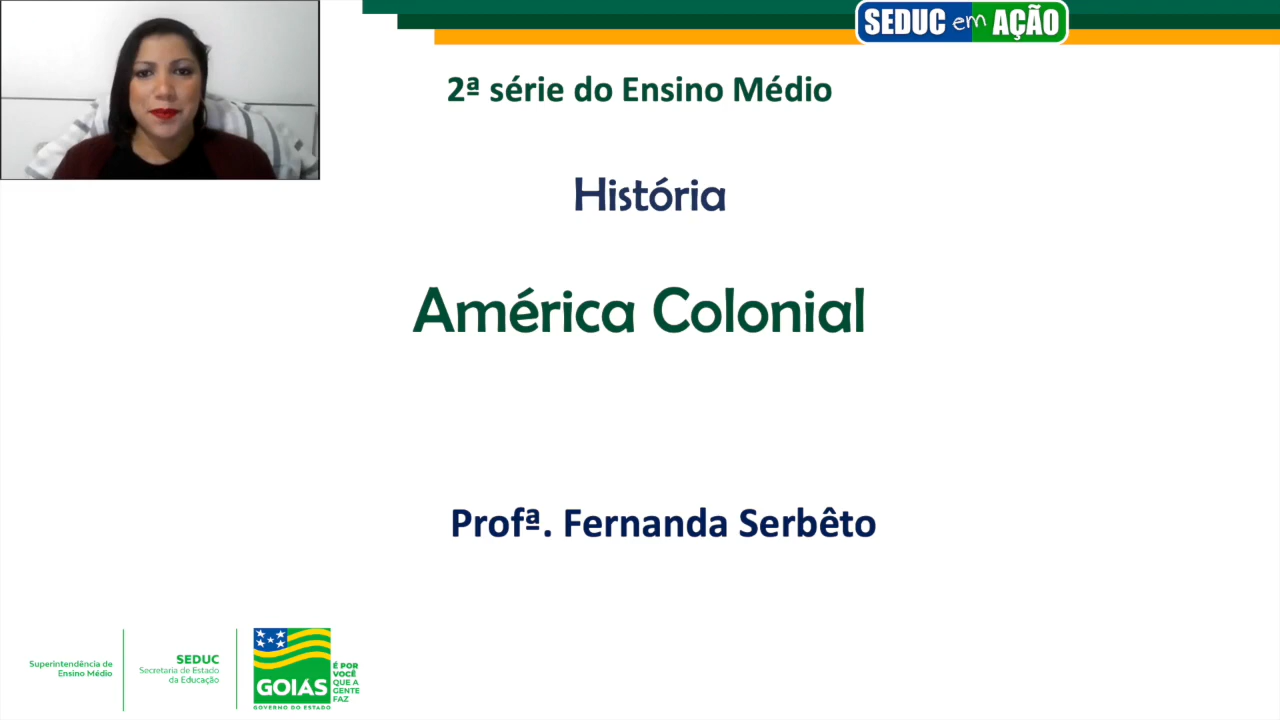 SEDUC em AÇÃO
2ª série do Ensino Médio
História
América Colonial
Profª. Fernanda Serbêto
Superintendência de
Ensino Médio
SEDUC
Secretaria de Estado
da Educação
GOIÁS
GOVERNO DO ESTADO
É POR
VOCÊ
QUE A
GENTE
FAZ